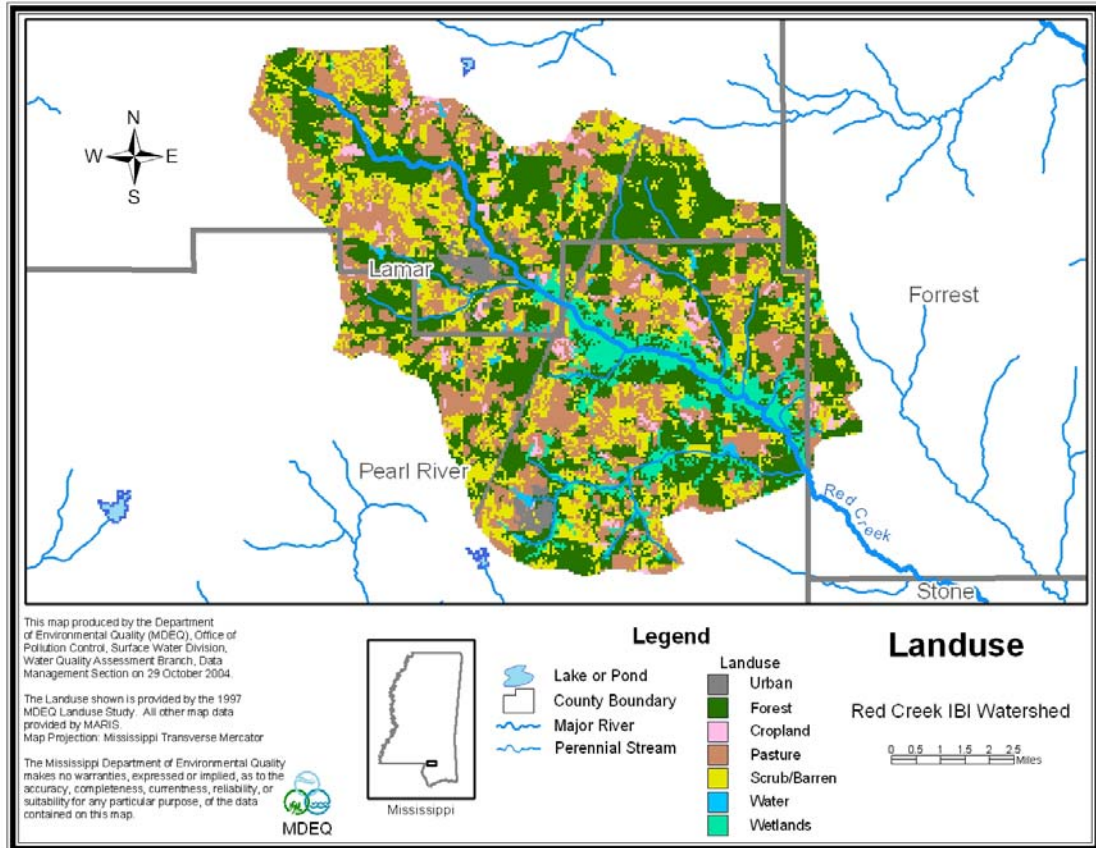 N
W E
S
Lamar
Forrest
Pearl River
Red Creek
Stone
This map produced by the Department
of Environmental Quality (MDEQ), Office of
Pollution Control, Surface Water Division,
Water Quality Assessment Branch, Data
Management Section on 29 October 2004.
The Landuse shown is provided by the 1997
MDEQ Landuse Study. All other map data
provided by MARIS.
Map Projection: Mississippi Transverse Mercator
The Mississippi Department of Environmental Quality
makes no warranties, expressed or implied, as to the
accuracy, completeness, currentness, reliability, or
suitability for any particular purpose, of the data
contained on this map.
MDEQ
Mississippi
Legend
Lake or Pond
County Boundary
Major River
Perennial Stream
Landuse
Urban
Forest
Cropland
Pasture
Scrub/Barren
Water
Wetlands
Landuse
Red Creek IBI Watershed
0 0.5 1 1.5 2 2.5
Miles